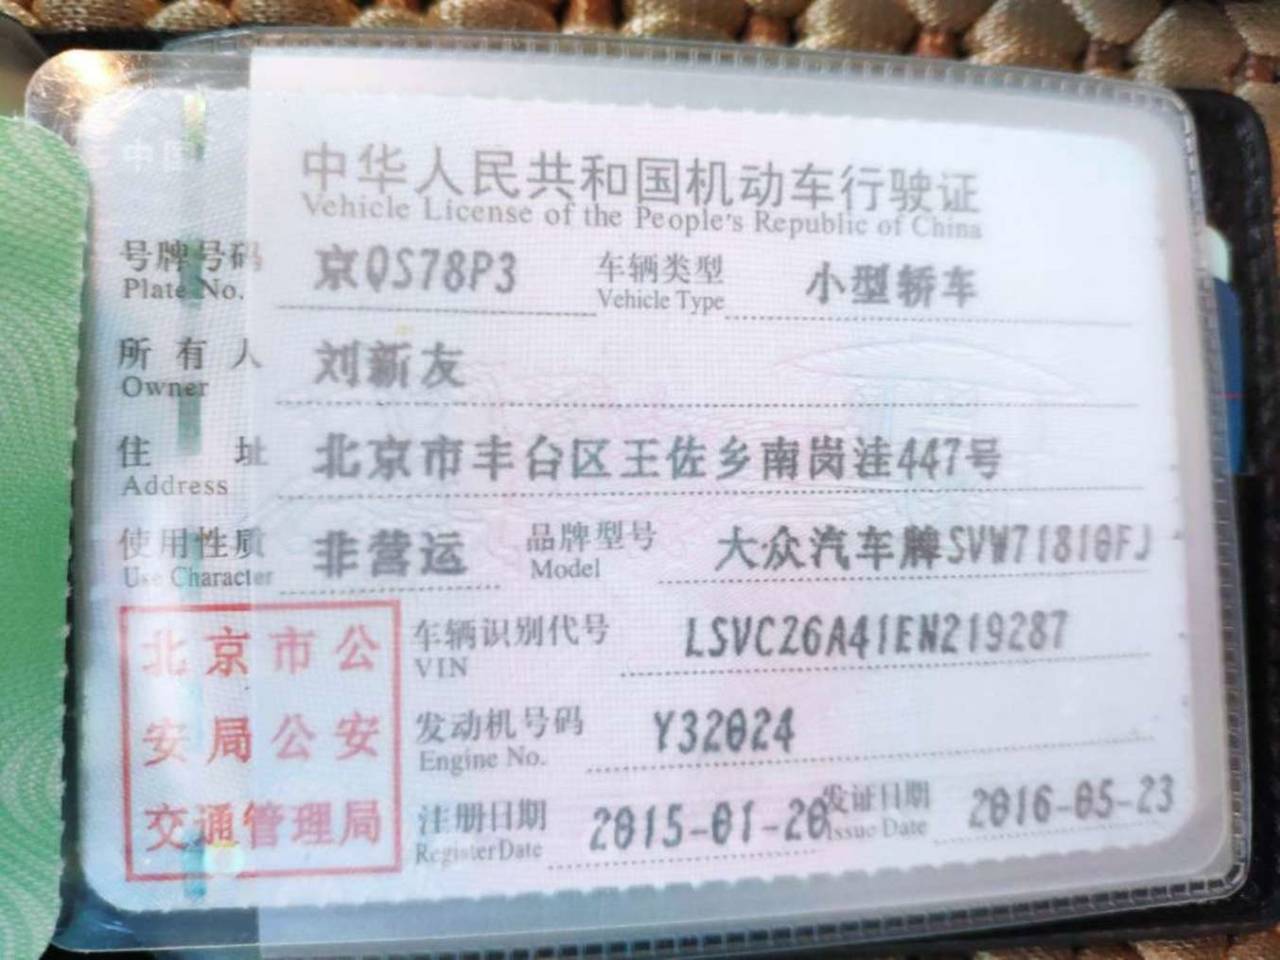 中国
中华人民共和国机动车行驶证
Vehicle License of the People's Republic of China
号牌号码 京QS78P3 车辆类型 小型轿车
Plate No. Vehicle Type
所有人 刘新友
Owner
住址 北京市丰台区王佐乡南岗洼447号
Address
使用性质 非营运 品牌型号 大众汽车牌SVW71810FJ
Use Character Model
北京市公 车辆识别代号 LSVC26A41EN219287
VIN
安局公安 发动机号码 Y32024
Engine No.
交通管理局 注册日期 2015-01-20 发证日期 2016-05-23
Register Date Issue Date